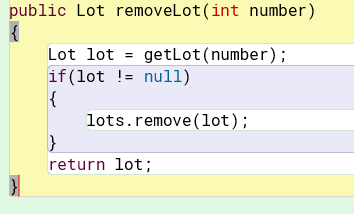 public Lot removeLot(int number)
{
Lot lot = getLot(number);
if(lot != null)
{
lots.remove(lot);
}
return lot;
}